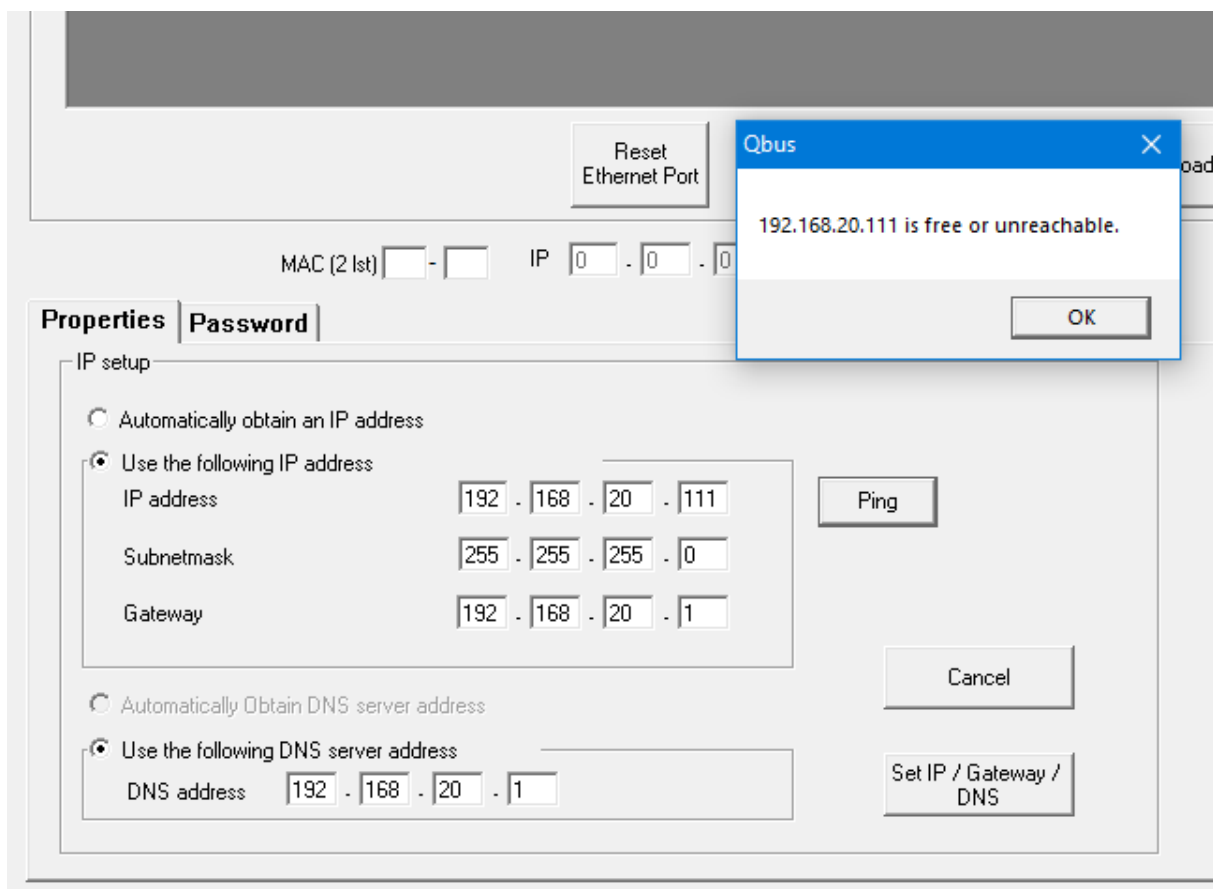 Reset
Ethernet Port
Qbus
192.168.20.111 is free or unreachable.
OK
MAC (2 lst) - IP 0 . 0 . 0
Properties Password
IP setup
Automatically obtain an IP address
Use the following IP address
IP address 192 . 168 . 20 . 111
Ping
Subnetmask 255 . 255 . 255 . 0
Gateway 192 . 168 . 20 . 1
Cancel
Automatically Obtain DNS server address
Use the following DNS server address
DNS address 192 . 168 . 20 . 1
Set IP / Gateway /
DNS